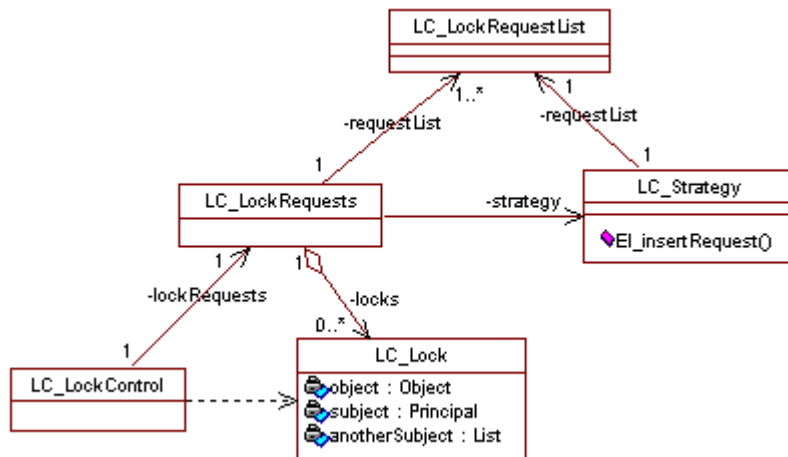 LC_LockRequestList
1..*
1
-requestList
-requestList
1
1
LC_LockRequests
LC_Strategy
-strategy
EI_insertRequest()
1
1
-lockRequests
-locks
0..*
1
LC_Lock
LC_LockControl
object : Object
subject : Principal
anotherSubject : List